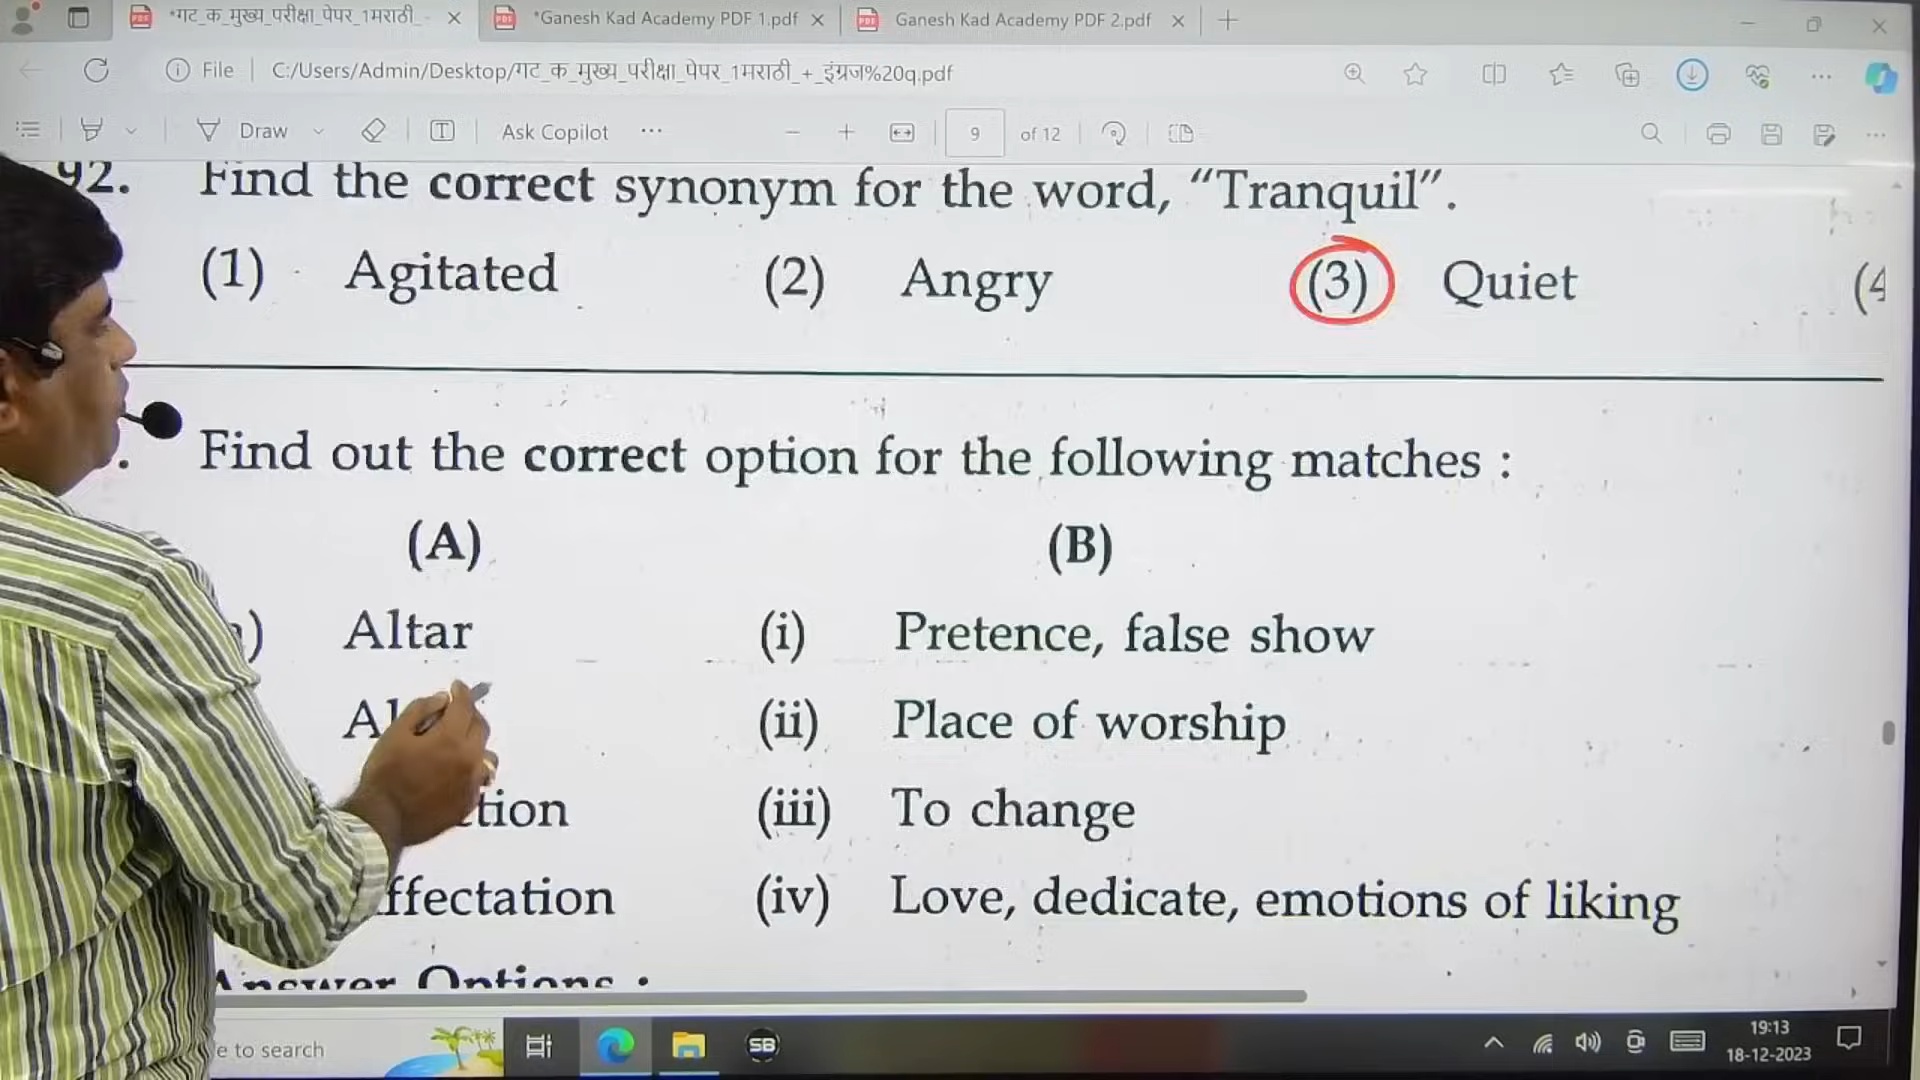 *गट_क_मुख्य_परीक्षा_पेपर_1मराठी_- *Ganesh Kad Academy PDF 1.pdf Ganesh Kad Academy PDF 2.pdf
File C:/Users/Admin/Desktop/गट_क_मुख्य_परीक्षा_पेपर_1मराठी_+_इंग्रज%20q.pdf
Draw Ask Copilot 9 of 12
92. Find the correct synonym for the word, “Tranquil”.
(1) Agitated (2) Angry (3) Quiet (4
Find out the correct option for the following matches :
(A) (B)
Altar (i) Pretence, false show
(ii) Place of worship
(iii) To change
(iv) Love, dedicate, emotions of liking
Answer Options :
to search SB 19:13
18-12-2023